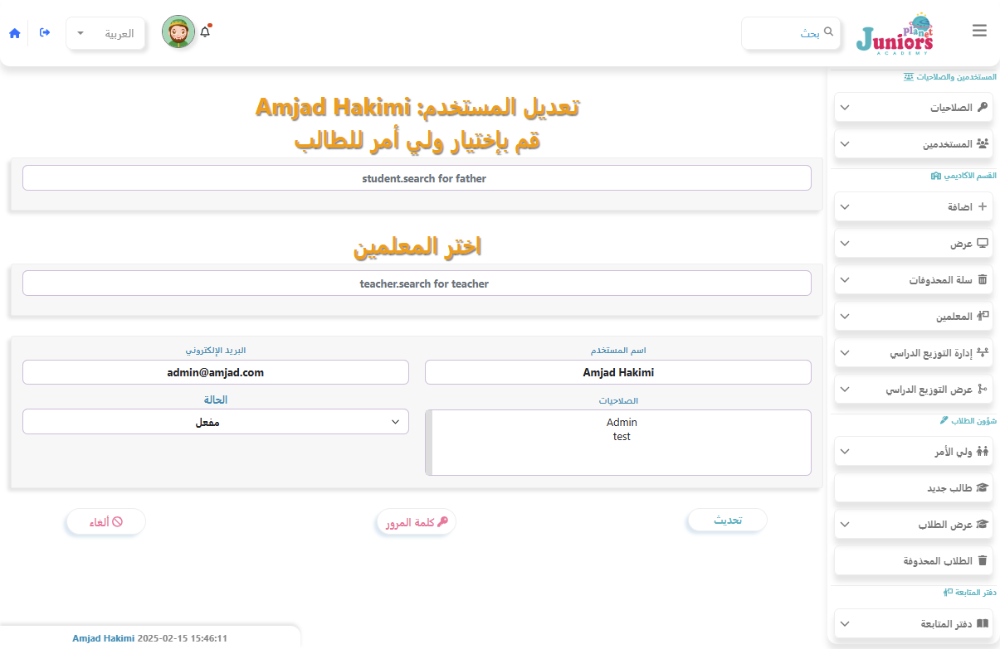 Juniors
planet
ACADEMY
بحث
العربية
المستخدمين والصلاحيات
الصلاحيات
المستخدمين
القسم الاكاديمي
اضافة
عرض
سلة المحذوفات
المعلمين
إدارة التوزيع الدراسي
عرض التوزيع الدراسي
شؤون الطلاب
ولي الأمر
طالب جديد
عرض الطلاب
الطلاب المحذوفة
دفتر المتابعة
دفتر المتابعة
تعديل المستخدم: Amjad Hakimi
قم بإختيار ولي أمر للطالب
student.search for father
اختر المعلمين
teacher.search for teacher
اسم المستخدم
Amjad Hakimi
البريد الإلكتروني
admin@amjad.com
الصلاحيات
Admin
test
الحالة
مفعل
تحديث
كلمة المرور
ألغاء
Amjad Hakimi 2025-02-15 15:46:11